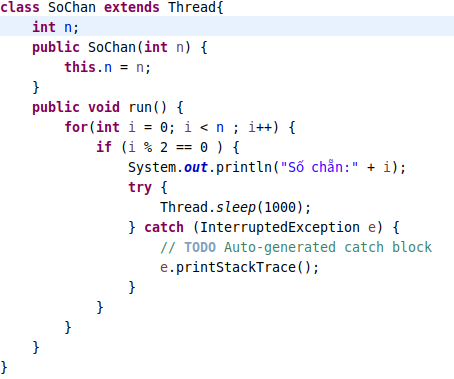 class SoChan extends Thread{
    int n;
    public SoChan(int n) {
        this.n = n;
    }
    public void run() {
        for(int i = 0; i < n ; i++) {
            if (i % 2 == 0 ) {
                System.out.println("Số chẵn:" + i);
                try {
                    Thread.sleep(1000);
                } catch (InterruptedException e) {
                    // TODO Auto-generated catch block
                    e.printStackTrace();
                }
            }
        }
    }
}